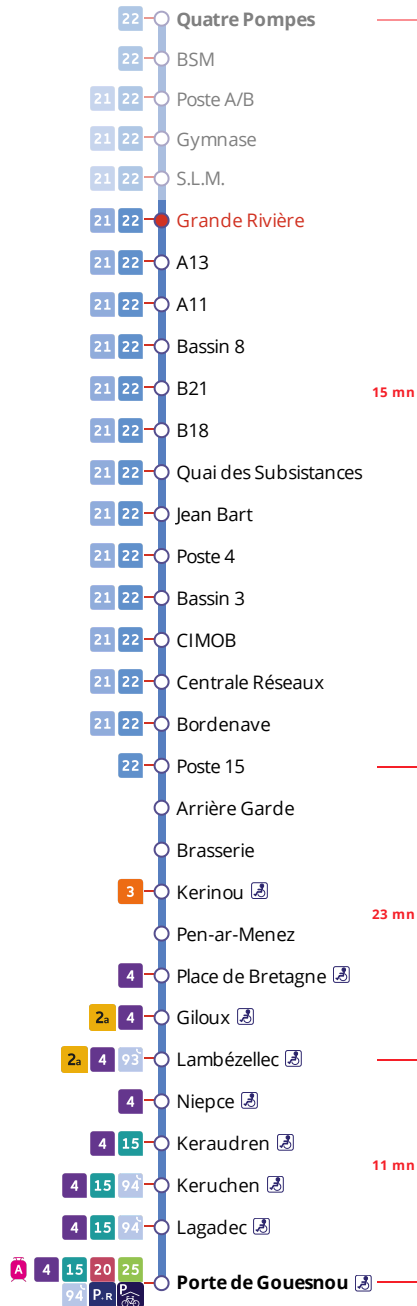 22 Quatre Pompes
22 BSM
21 22 Poste A/B
21 22 Gymnase
21 22 S.L.M.
21 22 Grande Rivière
21 22 A13
21 22 A11
21 22 Bassin 8
21 22 B21
15 mn
21 22 B18
21 22 Quai des Subsistances
21 22 Jean Bart
21 22 Poste 4
21 22 Bassin 3
21 22 CIMOB
21 22 Centrale Réseaux
21 22 Bordenave
22 Poste 15
Arrière Garde
Brasserie
3 Kerinou
23 mn
Pen-ar-Menez
4 Place de Bretagne
2a 4 Giloux
2a 4 93 Lambézellec
4 Niepce
4 15 Keraudren
11 mn
4 15 94 Keruchen
4 15 94 Lagadec
A 4 15 20 25
94 P+R P Porte de Gouesnou